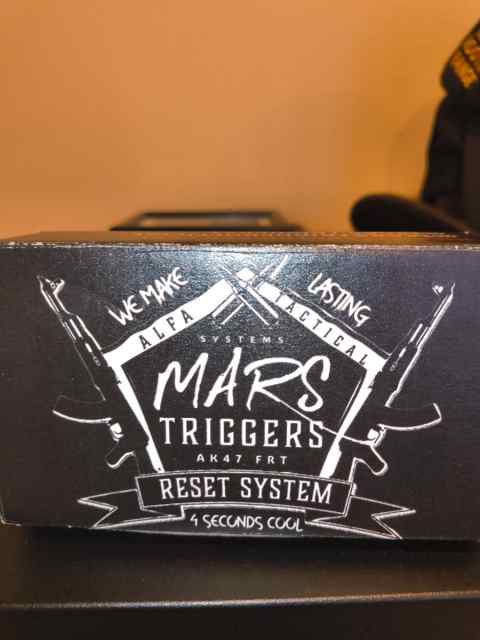 WE MAKE
LASTING
ALFA
TACTICAL
SYSTEMS
MARS
TRIGGERS
AK47 FRT
RESET SYSTEM
4 SECONDS COOL